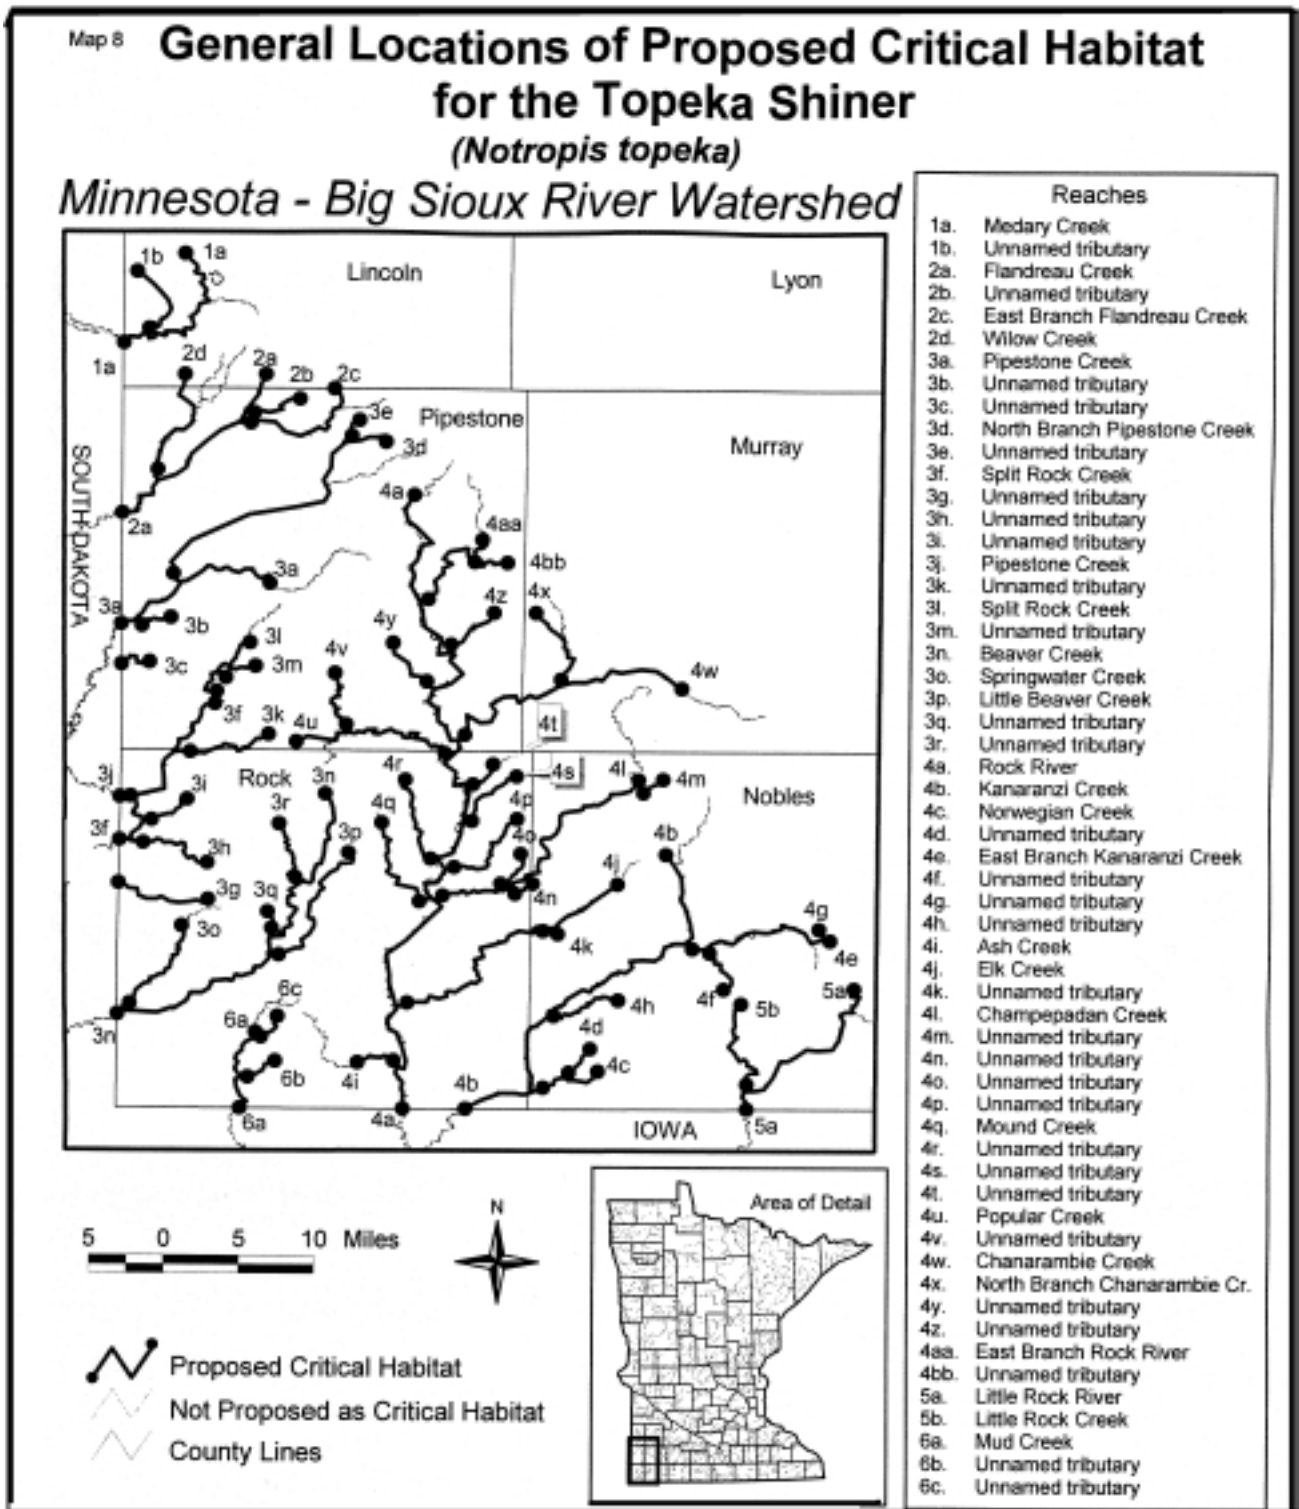 Map 8
General Locations of Proposed Critical Habitat
for the Topeka Shiner
(Notropis topeka)
Minnesota - Big Sioux River Watershed
1b
1a
Lincoln
Lyon
1a
2d
2a
2b
2c
3e
Pipestone
3d
Murray
SOUTH DAKOTA
4a
2a
4aa
4bb
3a
3a
4z
4x
3b
4y
3l
3c
3m
4v
4w
3f
3k
4u
4t
3j
Rock
3n
4r
4s
4l
4m
3i
3r
4q
4p
Nobles
3f
3p
4o
4b
3h
4j
3g
3q
4n
4g
3o
4k
4e
6c
4h
4f
5b
5a
3n
6a
4d
6b
4i
4b
4c
6a
4a
IOWA
5a
Reaches
1a. Medary Creek
1b. Unnamed tributary
2a. Flandreau Creek
2b. Unnamed tributary
2c. East Branch Flandreau Creek
2d. Wilow Creek
3a. Pipestone Creek
3b. Unnamed tributary
3c. Unnamed tributary
3d. North Branch Pipestone Creek
3e. Unnamed tributary
3f. Split Rock Creek
3g. Unnamed tributary
3h. Unnamed tributary
3i. Unnamed tributary
3j. Pipestone Creek
3k. Unnamed tributary
3l. Split Rock Creek
3m. Unnamed tributary
3n. Beaver Creek
3o. Springwater Creek
3p. Little Beaver Creek
3q. Unnamed tributary
3r. Unnamed tributary
4a. Rock River
4b. Kanaranzi Creek
4c. Norwegian Creek
4d. Unnamed tributary
4e. East Branch Kanaranzi Creek
4f. Unnamed tributary
4g. Unnamed tributary
4h. Unnamed tributary
4i. Ash Creek
4j. Elk Creek
4k. Unnamed tributary
4l. Champepadan Creek
4m. Unnamed tributary
4n. Unnamed tributary
4o. Unnamed tributary
4p. Unnamed tributary
4q. Mound Creek
4r. Unnamed tributary
4s. Unnamed tributary
4t. Unnamed tributary
4u. Popular Creek
4v. Unnamed tributary
4w. Chanarambie Creek
4x. North Branch Chanarambie Cr.
4y. Unnamed tributary
4z. Unnamed tributary
4aa. East Branch Rock River
4bb. Unnamed tributary
5a. Little Rock River
5b. Little Rock Creek
6a. Mud Creek
6b. Unnamed tributary
6c. Unnamed tributary
5 0 5 10 Miles
N
Area of Detail
Proposed Critical Habitat
Not Proposed as Critical Habitat
County Lines